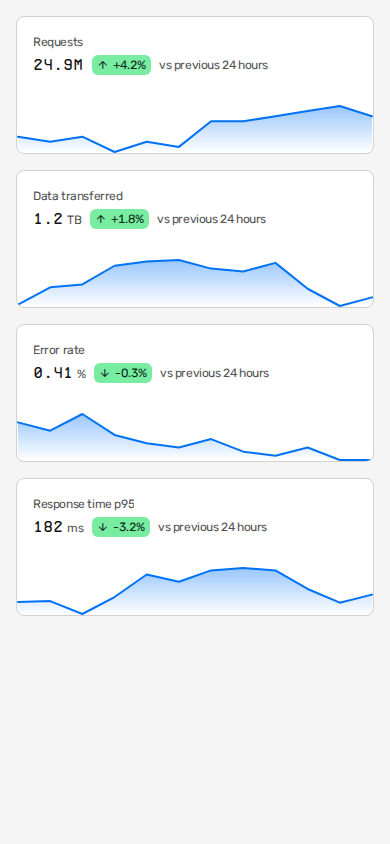 Requests
24.9M ↑ +4.2% vs previous 24 hours
Data transferred
1.2 TB ↑ +1.8% vs previous 24 hours
Error rate
0.41 % ↓ -0.3% vs previous 24 hours
Response time p95
182 ms ↓ -3.2% vs previous 24 hours